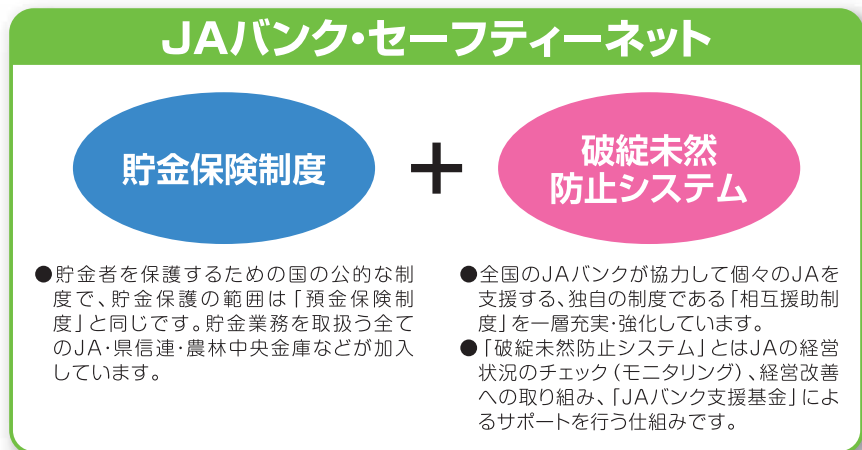 JAバンク・セーフティーネット
貯金保険制度
+
破綻未然
防止システム
●貯金者を保護するための国の公的な制
度で、貯金保護の範囲は「預金保険制
度」と同じです。貯金業務を取扱う全て
のJA・県信連・農林中央金庫などが加入
しています。
●全国のJAバンクが協力して個々のJAを
支援する、独自の制度である「相互援助制
度」を一層充実・強化しています。
●「破綻未然防止システム」とはJAの経営
状況のチェック(モニタリング)、経営改善
への取り組み、「JAバンク支援基金」によ
るサポートを行う仕組みです。